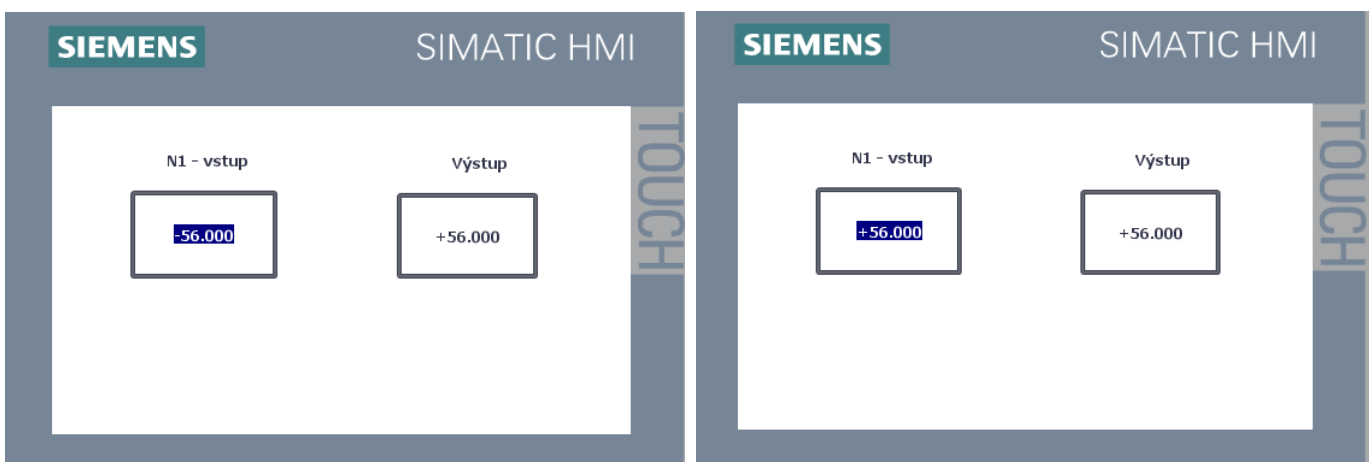 SIEMENS
SIMATIC HMI
TOUCH
N1 - vstup
Výstup
-56.000
+56.000
SIEMENS
SIMATIC HMI
TOUCH
N1 - vstup
Výstup
+56.000
+56.000